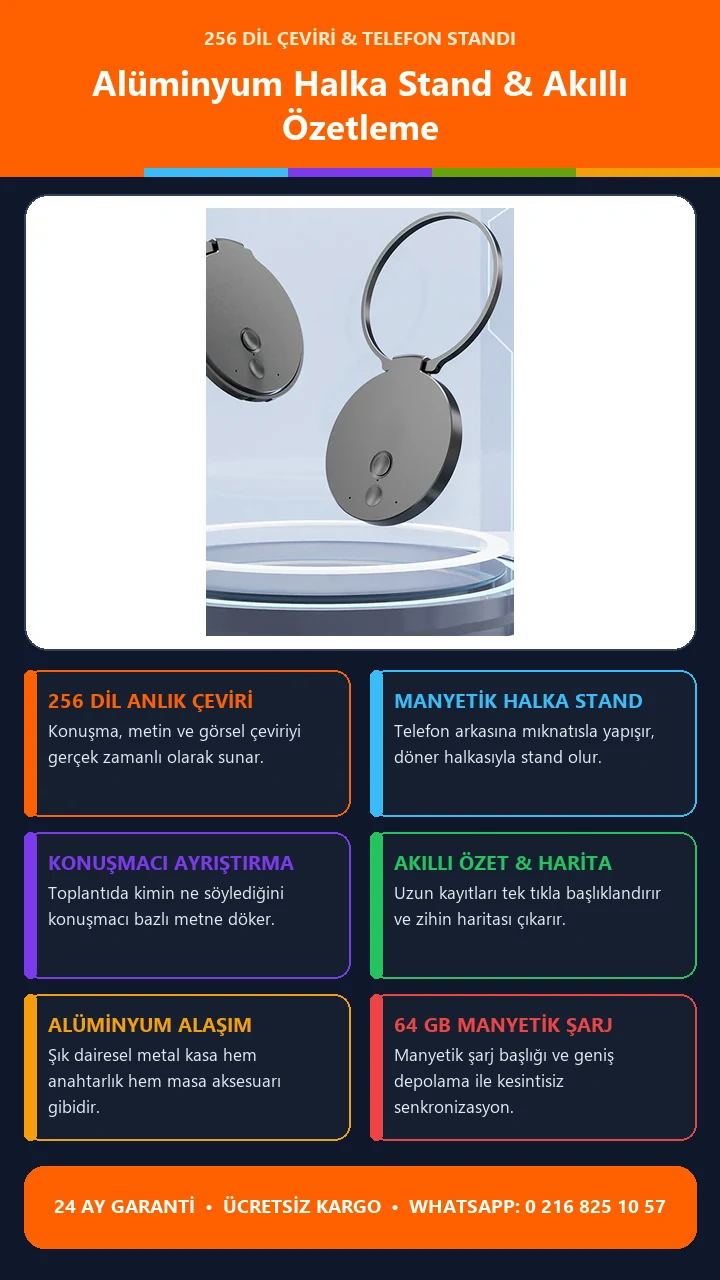 256 DİL ÇEVİRİ & TELEFON STANDI
Alüminyum Halka Stand & Akıllı
Özetleme
256 DİL ANLIK ÇEVİRİ
Konuşma, metin ve görsel çeviriyi
gerçek zamanlı olarak sunar.
MANYETİK HALKA STAND
Telefon arkasına mıknatısla yapışır,
döner halkasıyla stand olur.
KONUŞMACI AYRIŞTIRMA
Toplantıda kimin ne söylediğini
konuşmacı bazlı metne döker.
AKILLI ÖZET & HARİTA
Uzun kayıtları tek tıkla başlıklandırır
ve zihin haritası çıkarır.
ALÜMİNYUM ALAŞIM
Şık dairesel metal kasa hem
anahtarlık hem masa aksesuarı
gibidir.
64 GB MANYETİK ŞARJ
Manyetik şarj başlığı ve geniş
depolama ile kesintisiz
senkronizasyon.
24 AY GARANTİ • ÜCRETSİZ KARGO • WHATSAPP: 0 216 825 10 57